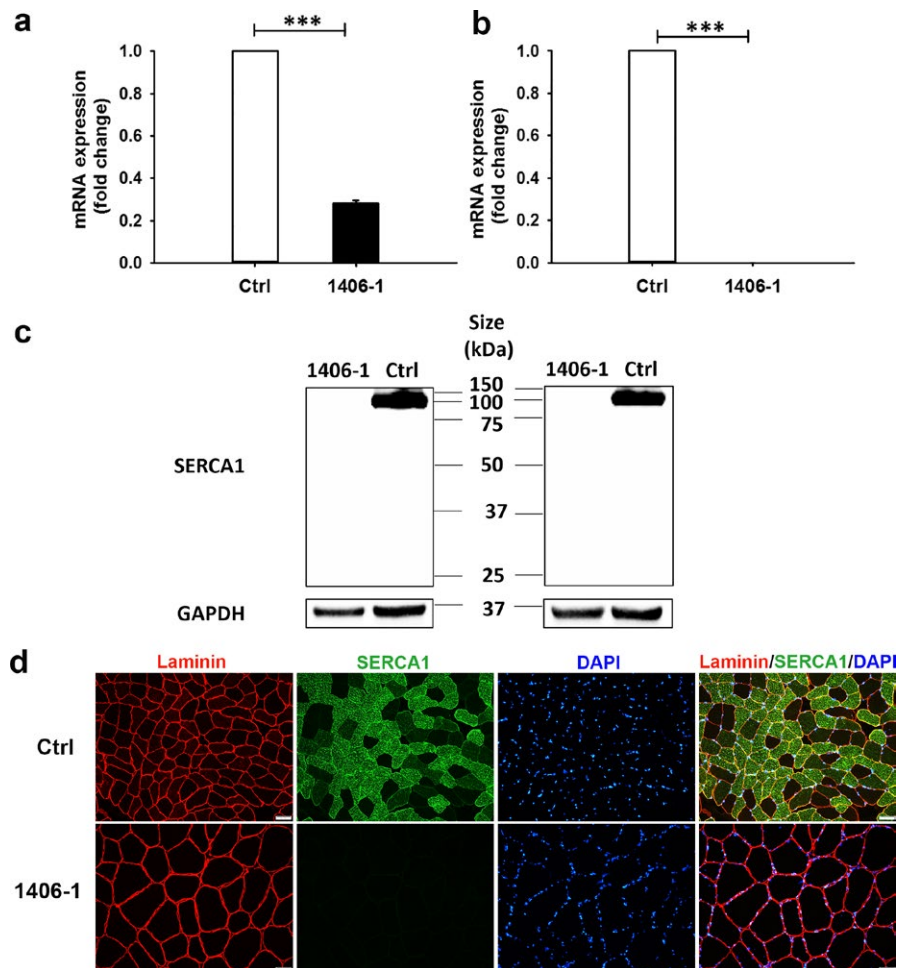 a
***
mRNA expression
(fold change)
1.0
0.8
0.6
0.4
0.2
0.0
Ctrl 1406-1
b
***
mRNA expression
(fold change)
1.0
0.8
0.6
0.4
0.2
0.0
Ctrl 1406-1
c
Size
(kDa)
1406-1 Ctrl
1406-1 Ctrl
150
100
75
50
37
25
37
SERCA1
GAPDH
d
Laminin SERCA1 DAPI Laminin/SERCA1/DAPI
Ctrl
1406-1